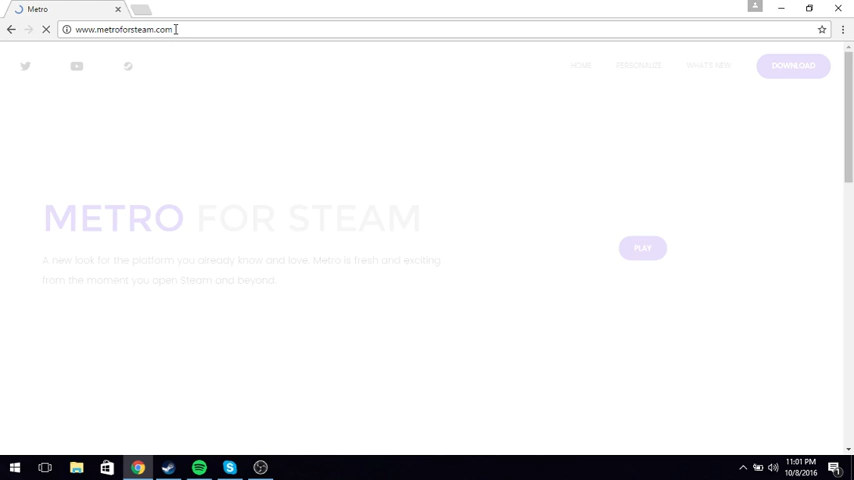 Metro
www.metroforsteam.com
HOME PERSONALIZE WHAT'S NEW DOWNLOAD
METRO FOR STEAM
PLAY
A new look for the platform you already know and love. Metro is fresh and exciting
from the moment you open Steam and beyond.
11:01 PM
10/8/2016
1